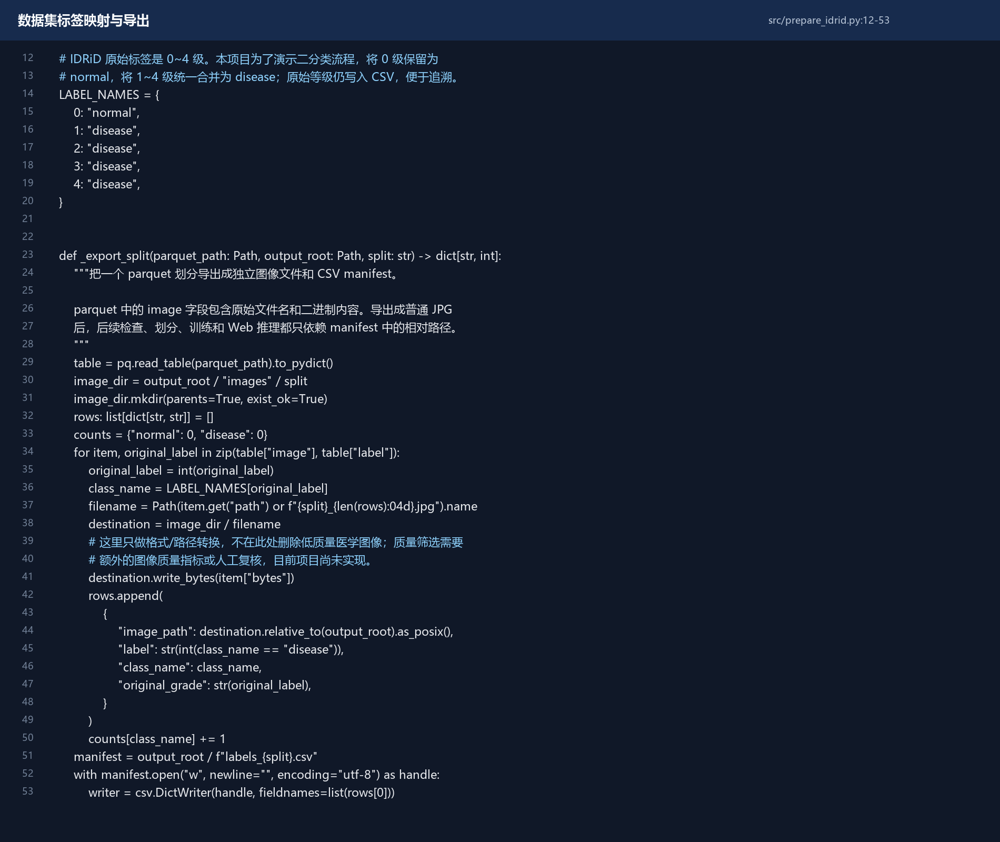 数据集标签映射与导出
src/prepare_idrid.py:12-53
12 # IDRiD 原始标签是 0~4 级。本项目为了演示二分类流程，将 0 级保留为
13 # normal，将 1~4 级统一合并为 disease；原始等级仍写入 CSV，便于追溯。
14 LABEL_NAMES = {
15     0: "normal",
16     1: "disease",
17     2: "disease",
18     3: "disease",
19     4: "disease",
20 }
21
22
23 def _export_split(parquet_path: Path, output_root: Path, split: str) -> dict[str, int]:
24     """把一个 parquet 划分导出成独立图像文件和 CSV manifest。
25
26     parquet 中的 image 字段包含原始文件名和二进制内容。导出成普通 JPG
27     后，后续检查、划分、训练和 Web 推理都只依赖 manifest 中的相对路径。
28     """
29     table = pq.read_table(parquet_path).to_pydict()
30     image_dir = output_root / "images" / split
31     image_dir.mkdir(parents=True, exist_ok=True)
32     rows: list[dict[str, str]] = []
33     counts = {"normal": 0, "disease": 0}
34     for item, original_label in zip(table["image"], table["label"]):
35         original_label = int(original_label)
36         class_name = LABEL_NAMES[original_label]
37         filename = Path(item.get("path") or f"{split}_{len(rows):04d}.jpg").name
38         destination = image_dir / filename
39         # 这里只做格式/路径转换，不在此处删除低质量医学图像；质量筛选需要
40         # 额外的图像质量指标或人工复核，目前项目尚未实现。
41         destination.write_bytes(item["bytes"])
42         rows.append(
43             {
44                 "image_path": destination.relative_to(output_root).as_posix(),
45                 "label": str(int(class_name == "disease")),
46                 "class_name": class_name,
47                 "original_grade": str(original_label),
48             }
49         )
50         counts[class_name] += 1
51     manifest = output_root / f"labels_{split}.csv"
52     with manifest.open("w", newline="", encoding="utf-8") as handle:
53         writer = csv.DictWriter(handle, fieldnames=list(rows[0]))